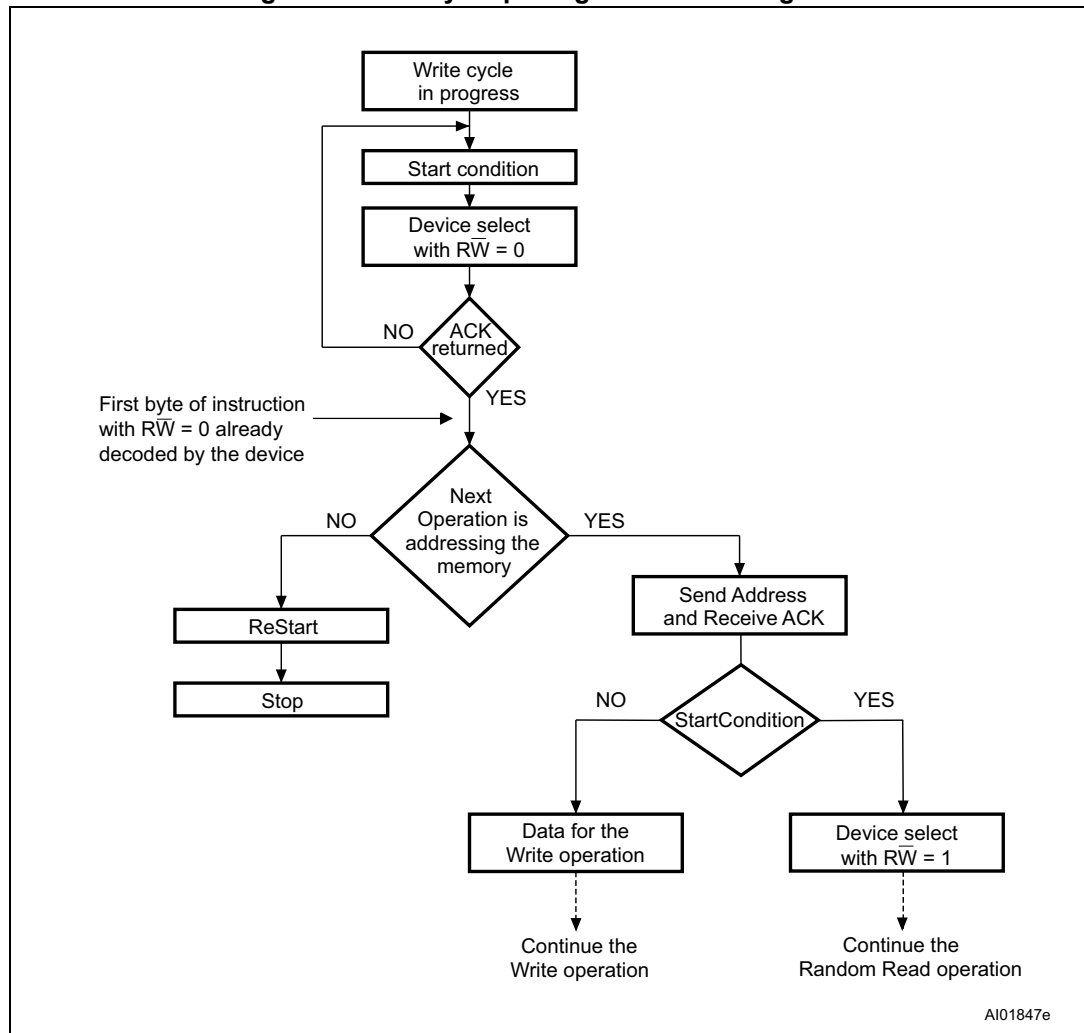 Write cycle
in progress
Start condition
Device select
with RW̅ = 0
NO
ACK
returned
YES
First byte of instruction
with RW̅ = 0 already
decoded by the device
Next
Operation is
addressing the
memory
NO
YES
ReStart
Stop
Send Address
and Receive ACK
NO
StartCondition
YES
Data for the
Write operation
Device select
with RW̅ = 1
Continue the
Write operation
Continue the
Random Read operation
AI01847e